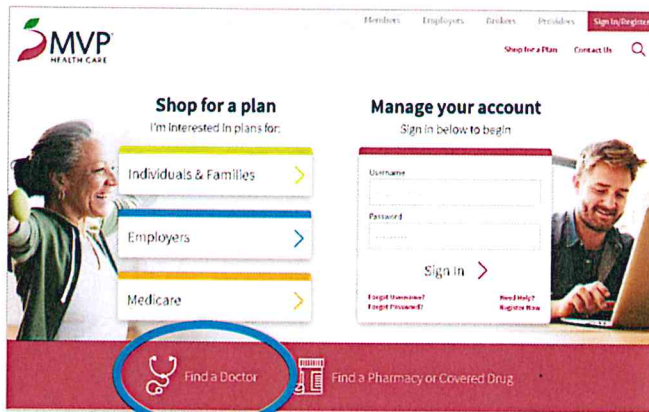 Members Employers Brokers Providers Sign In/Register
MVP
HEALTH CARE
Shop for a Plan Contact Us
Shop for a plan
I'm interested in plans for:
Individuals & Families
Employers
Medicare
Manage your account
Sign in below to begin
Username
Password
Sign In
Forgot Username? Need Help?
Forgot Password? Register Now
Find a Doctor
Find a Pharmacy or Covered Drug